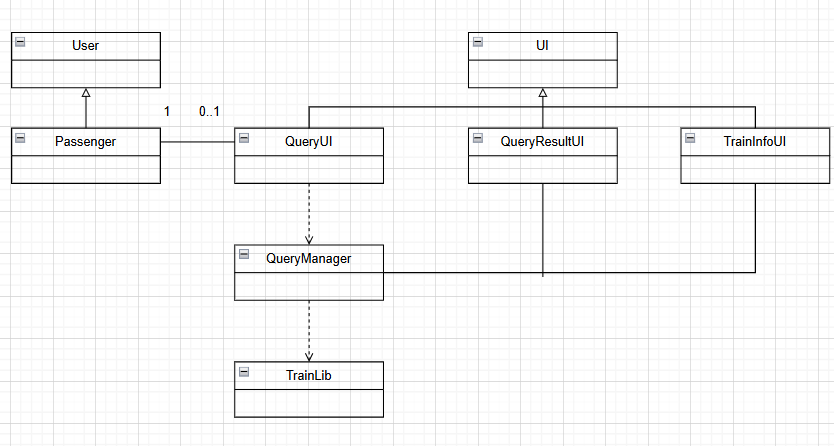 User
UI
1
0..1
Passenger
QueryUI
QueryResultUI
TrainInfoUI
QueryManager
TrainLib